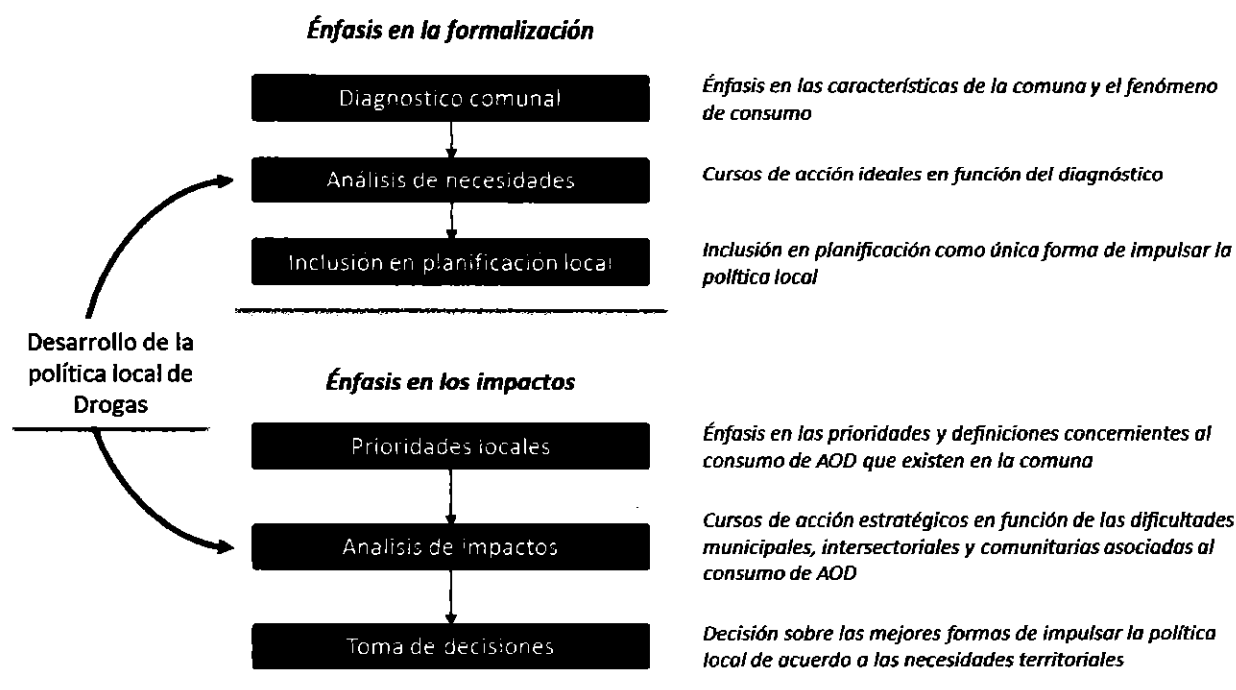 Énfasis en la formalización
Diagnostico comunal
Énfasis en las características de la comuna y el fenómeno
de consumo
Análisis de necesidades
Cursos de acción ideales en función del diagnóstico
Inclusión en planificación local
Inclusión en planificación como única forma de impulsar la
política local
Desarrollo de la
política local de
Drogas
Énfasis en los impactos
Prioridades locales
Énfasis en las prioridades y definiciones concernientes al
consumo de AOD que existen en la comuna
Analisis de impactos
Cursos de acción estratégicos en función de las dificultades
municipales, intersectoriales y comunitarias asociadas al
consumo de AOD
Toma de decisiones
Decisión sobre las mejores formas de impulsar la política
local de acuerdo a las necesidades territoriales